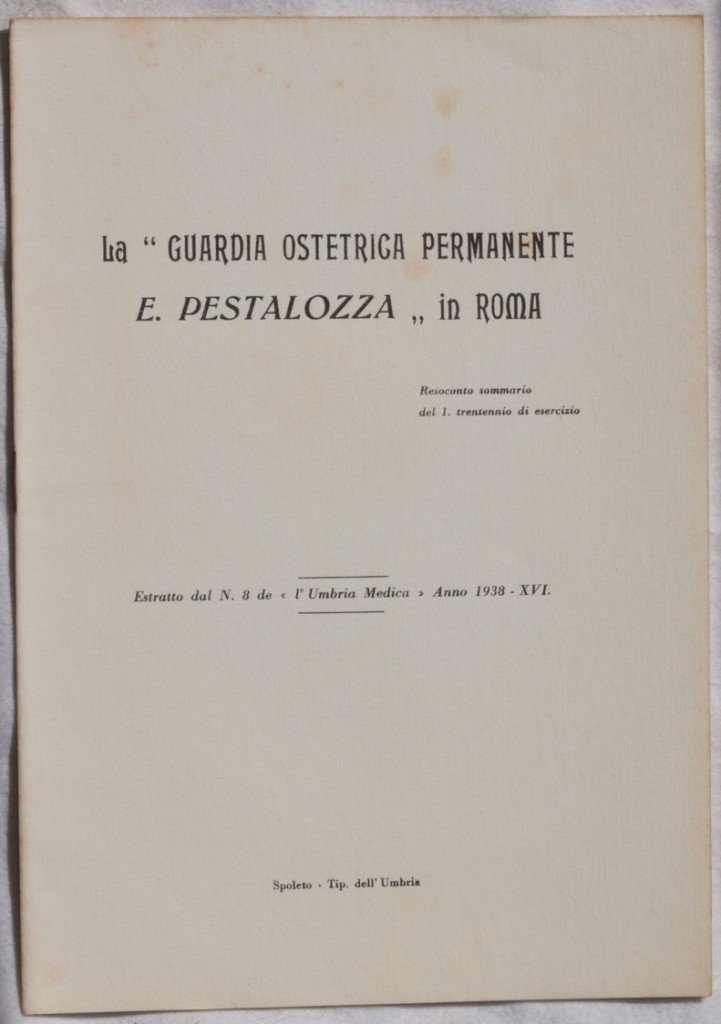 La “ GUARDIA OSTETRICA PERMANENTE
E. PESTALOZZA „ in ROMA
Resoconto sommario
del 1. trentennio di esercizio
Estratto dal N. 8 de « l' Umbria Medica » Anno 1938 - XVI.
Spoleto - Tip. dell' Umbria